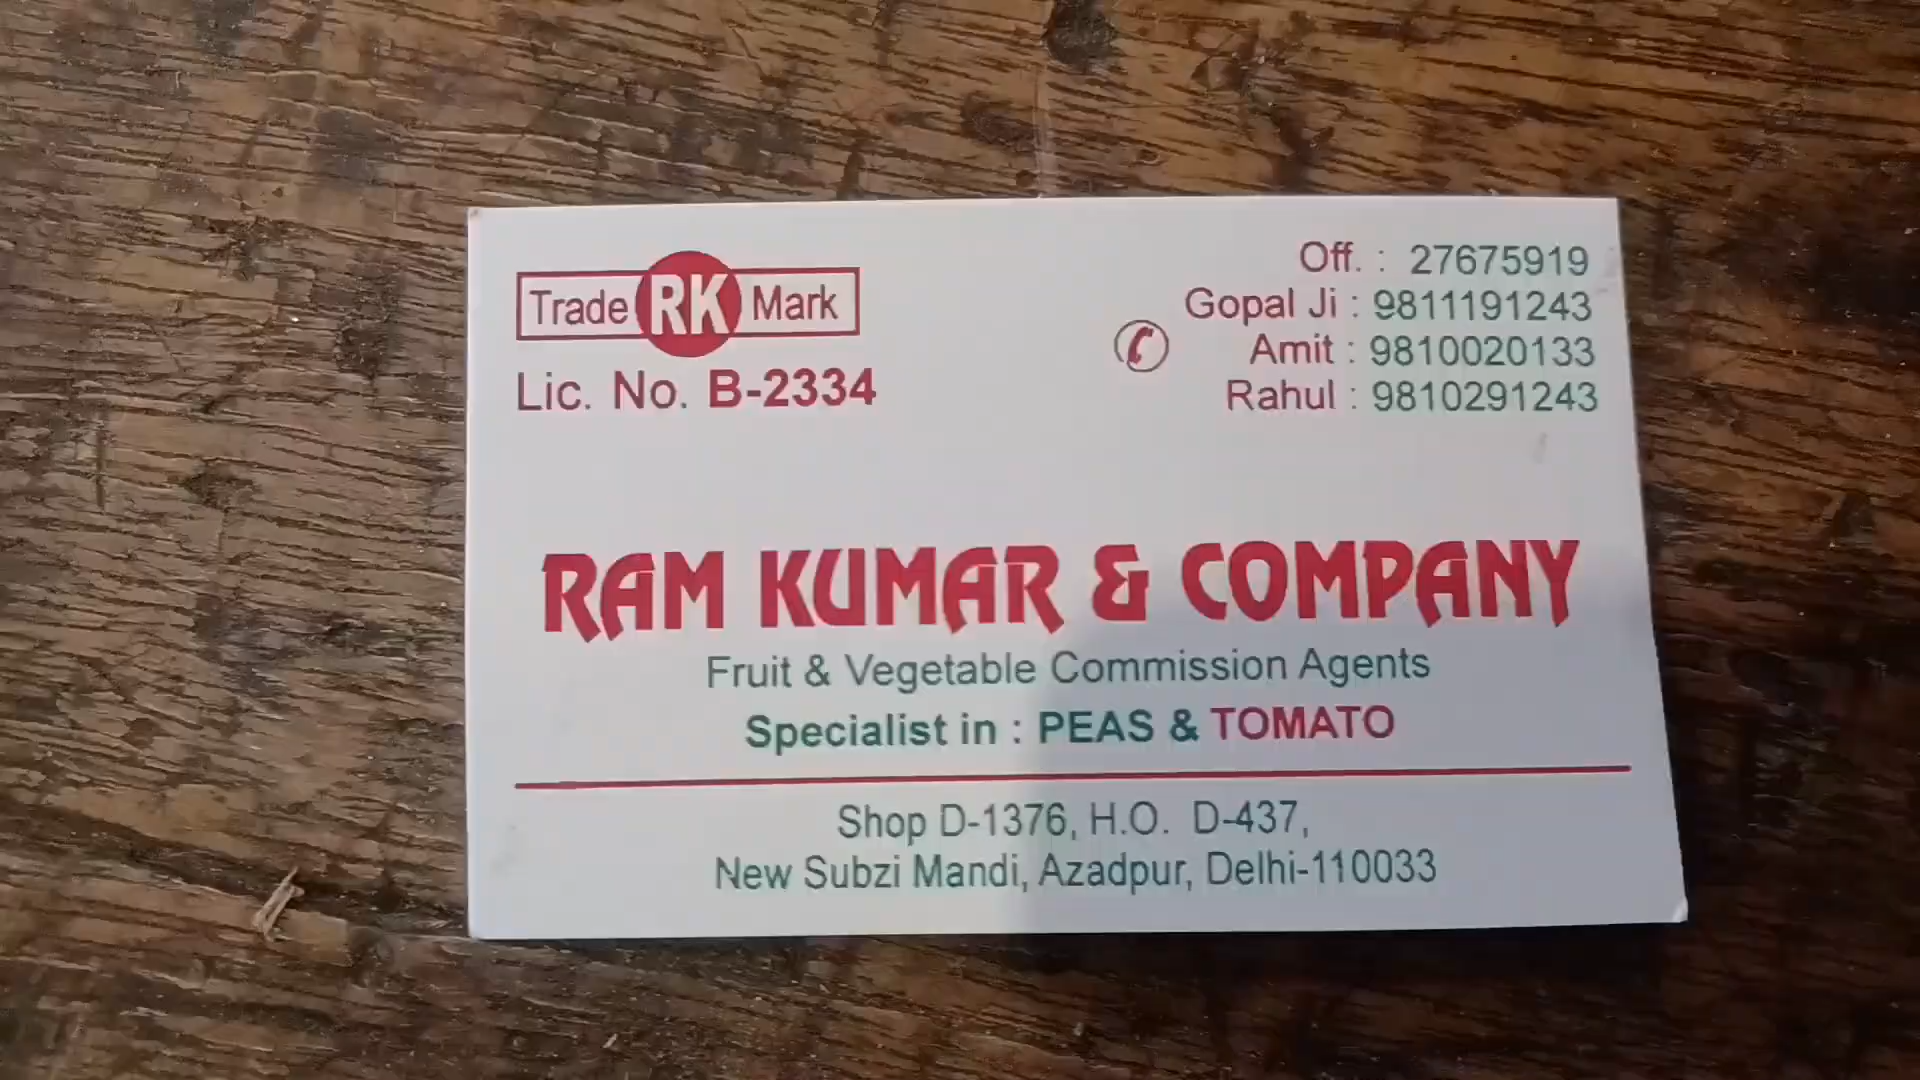 Trade RK Mark
Lic. No. B-2334
Off. : 27675919
Gopal Ji : 9811191243
Amit : 9810020133
Rahul : 9810291243
RAM KUMAR & COMPANY
Fruit & Vegetable Commission Agents
Specialist in : PEAS & TOMATO
Shop D-1376, H.O. D-437,
New Subzi Mandi, Azadpur, Delhi-110033